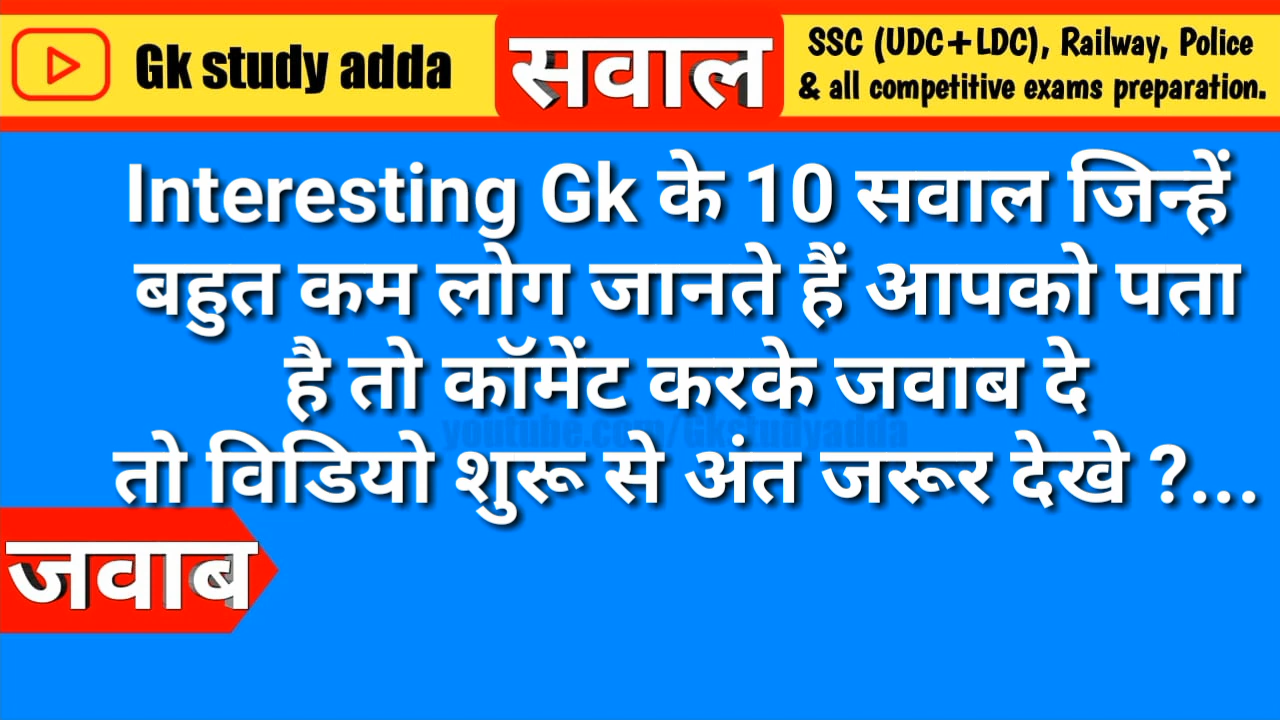 Gk study adda
सवाल
SSC (UDC+LDC), Railway, Police
& all competitive exams preparation.
Interesting Gk के 10 सवाल जिन्हें
बहुत कम लोग जानते हैं आपको पता
है तो कॉमेंट करके जवाब दे
youtube.com/Gkstudyadda
तो विडियो शुरू से अंत जरूर देखे ?...
जवाब